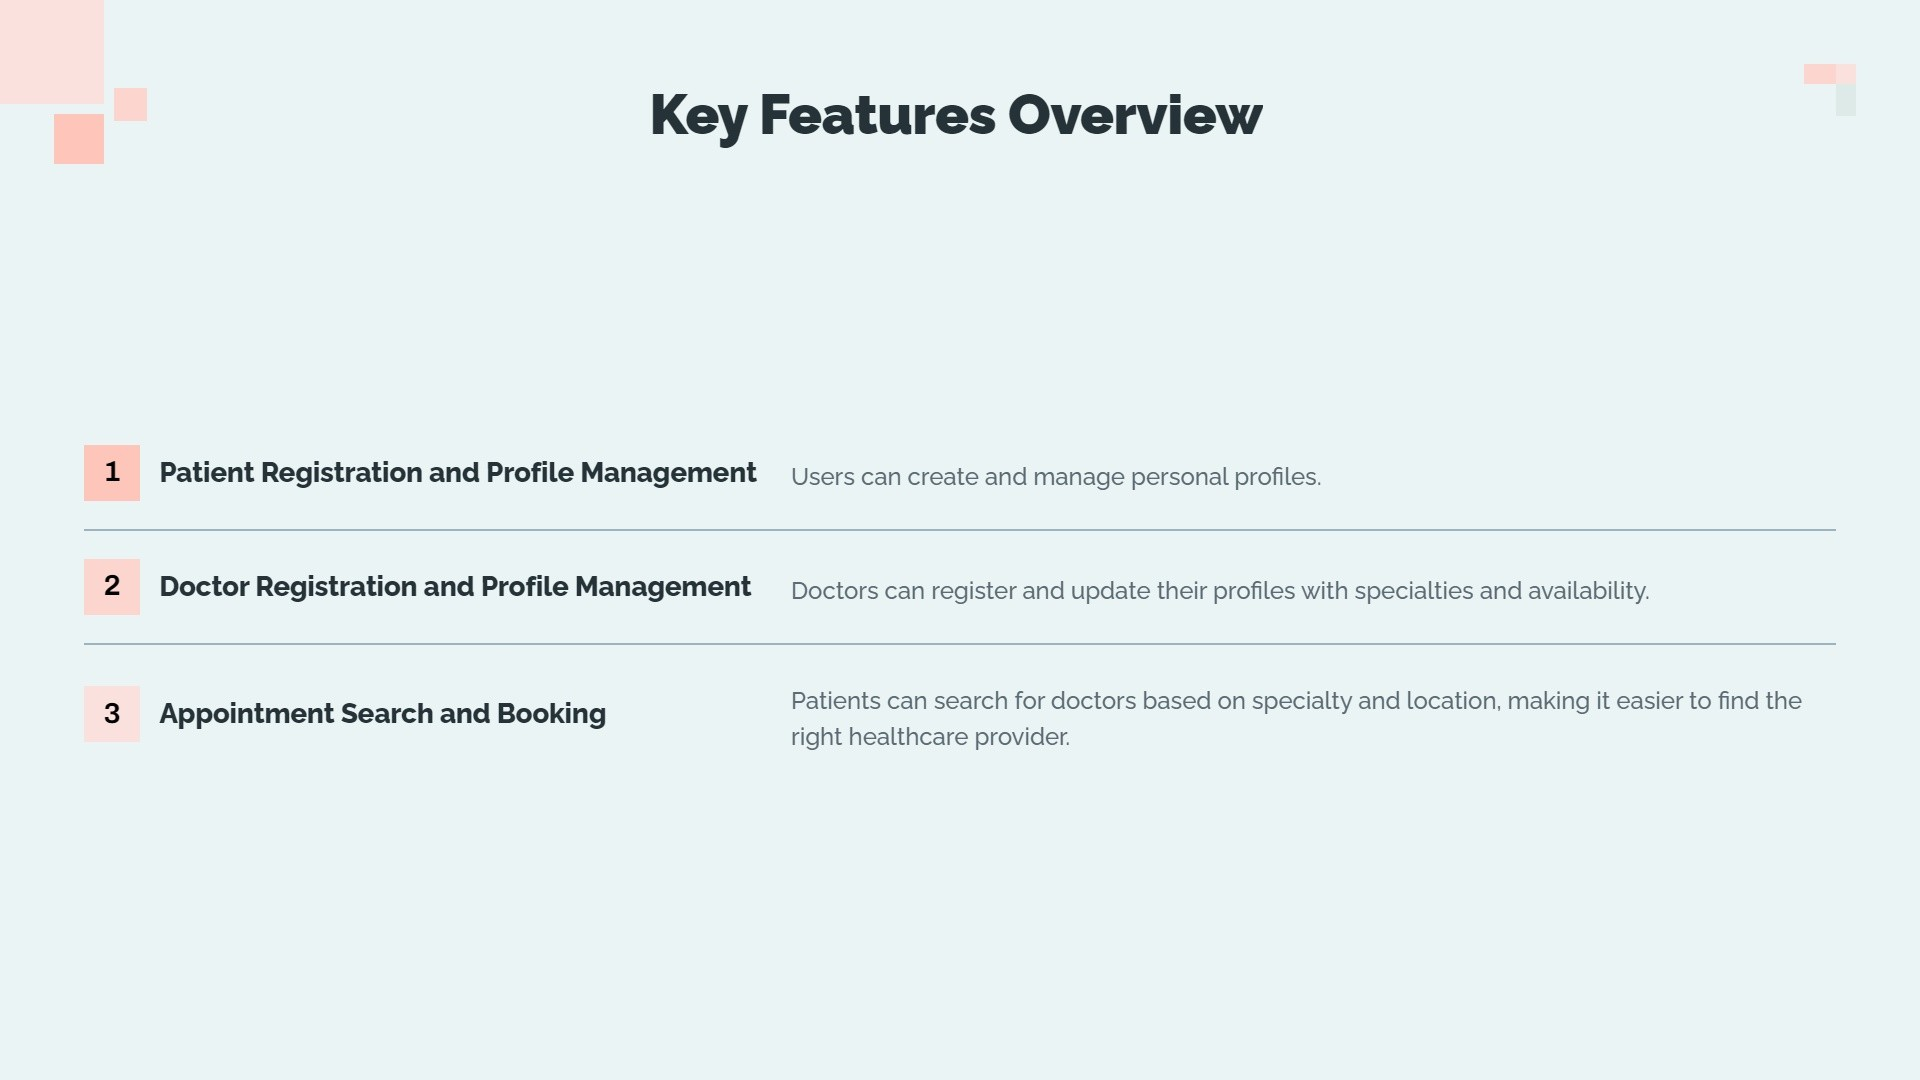 Key Features Overview
1 Patient Registration and Profile Management Users can create and manage personal profiles.
2 Doctor Registration and Profile Management Doctors can register and update their profiles with specialties and availability.
3 Appointment Search and Booking Patients can search for doctors based on specialty and location, making it easier to find the
right healthcare provider.